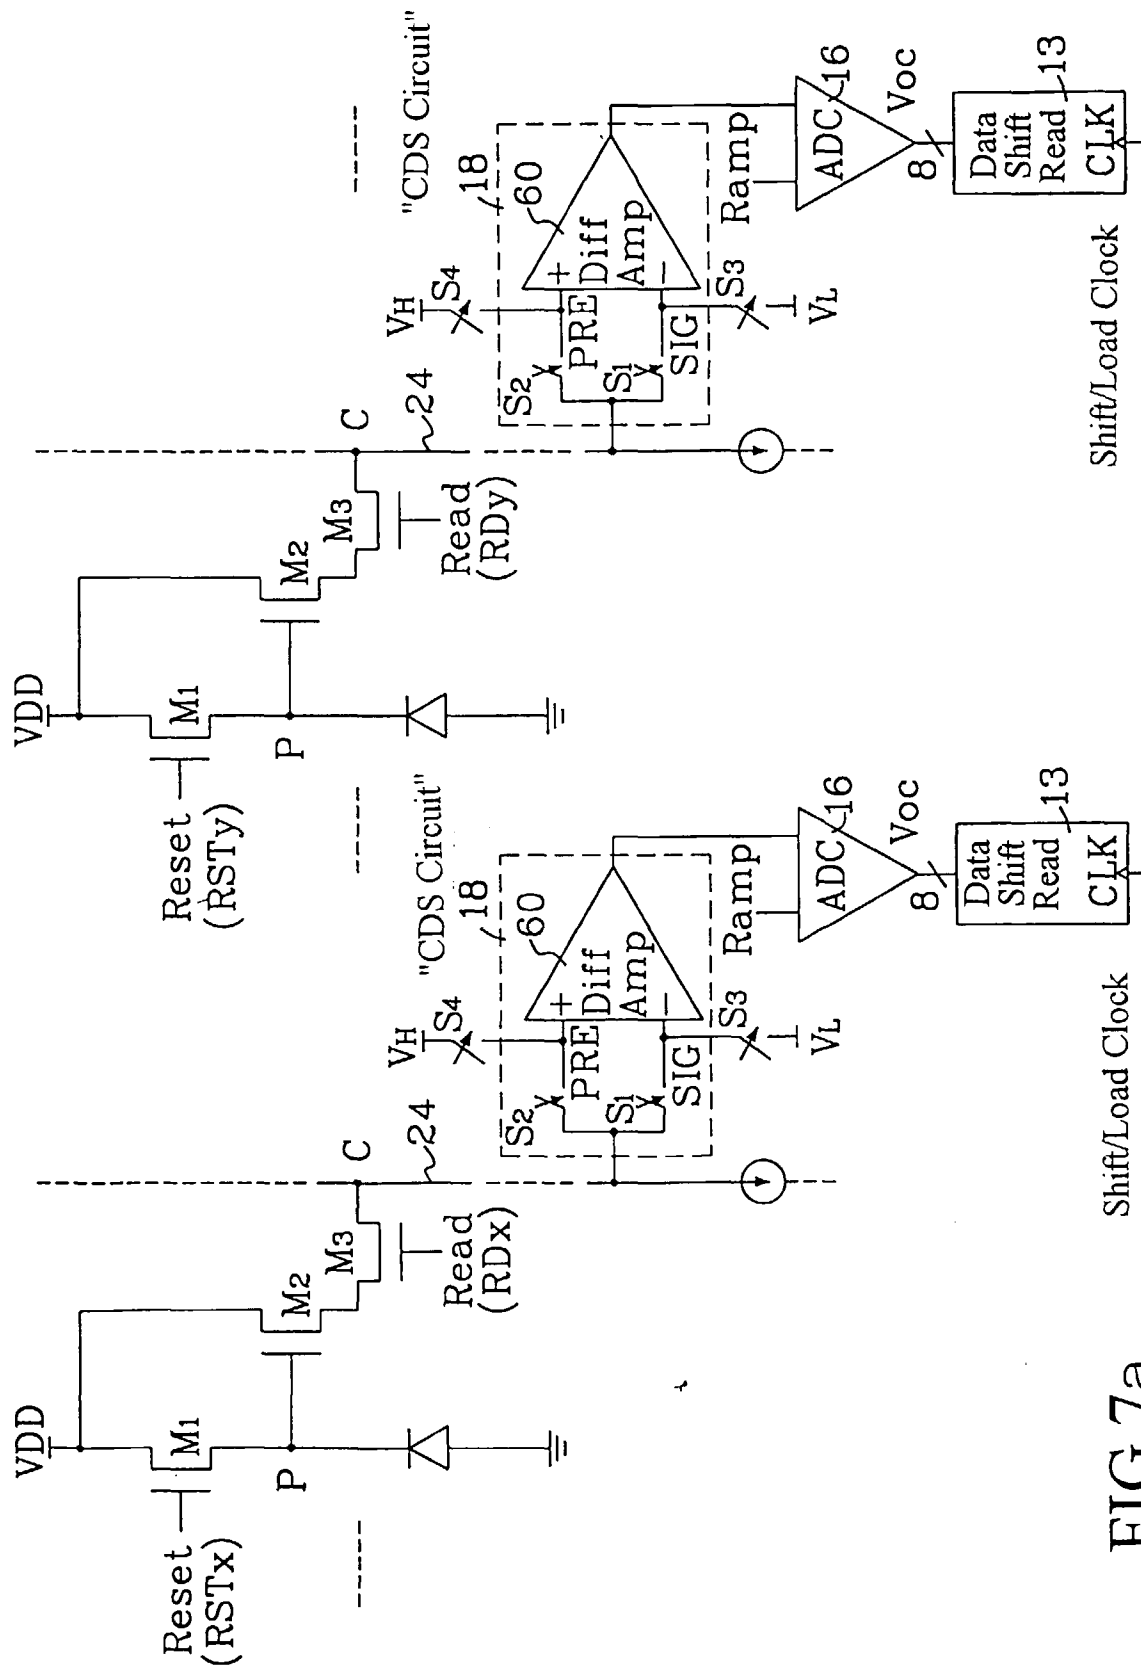 VDD
Reset
(RSTx)
M1
P
M2
M3
C
Read
(RDx)
24
"CDS Circuit"
18
60
VH
S4
S2
PRE
+
Diff
Amp
−
S1
SIG
S3
VL
Ramp
ADC
16
Voc
8
Data
Shift
Read
13
CLK
Shift/Load Clock
VDD
Reset
(RSTy)
M1
P
M2
M3
C
Read
(RDy)
24
"CDS Circuit"
18
60
VH
S4
S2
PRE
+
Diff
Amp
−
S1
SIG
S3
VL
Ramp
ADC
16
Voc
8
Data
Shift
Read
13
CLK
Shift/Load Clock
FIG 7a